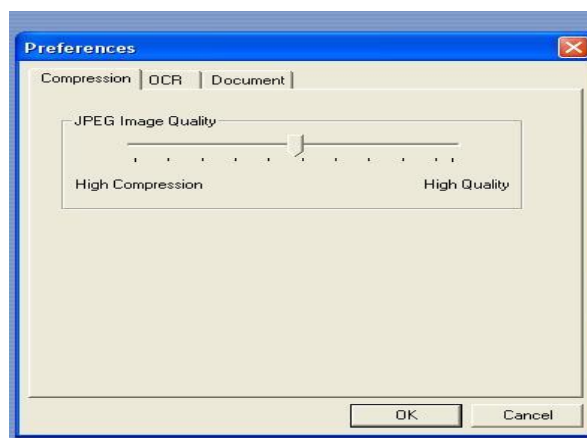 Preferences
Compression OCR Document
JPEG Image Quality
High Compression High Quality
OK Cancel